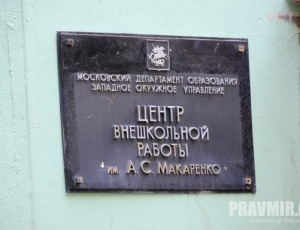 МОСКОВСКИЙ ДЕПАРТАМЕНТ ОБРАЗОВАНИЯ
ЗАПАДНОЕ ОКРУЖНОЕ УПРАВЛЕНИЕ
ЦЕНТР
ВНЕШКОЛЬНОЙ
РАБОТЫ
им. А.С. МАКАРЕНКО
PRAVMIR.